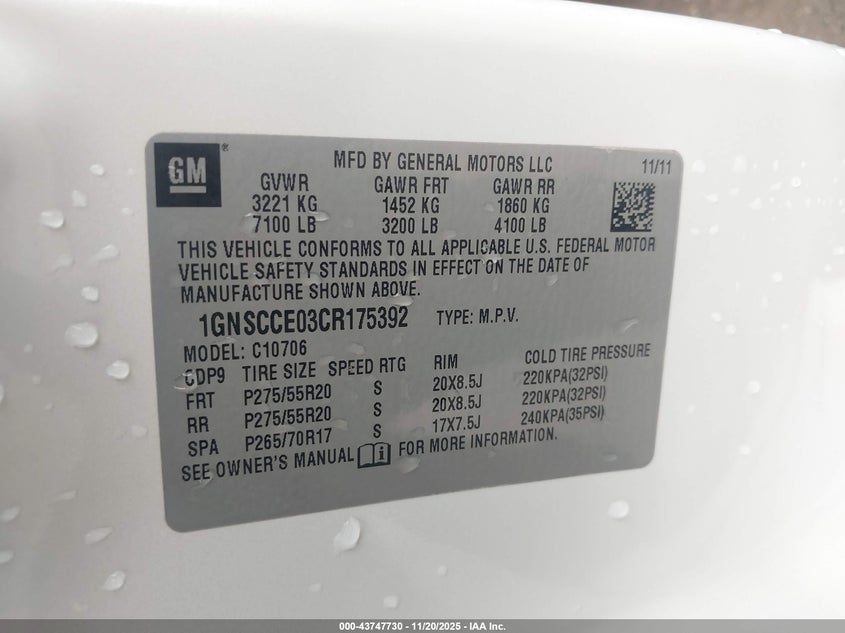 GM ®
MFD BY GENERAL MOTORS LLC 11/11
GVWR GAWR FRT GAWR RR
3221 KG 1452 KG 1860 KG
7100 LB 3200 LB 4100 LB
THIS VEHICLE CONFORMS TO ALL APPLICABLE U.S. FEDERAL MOTOR
VEHICLE SAFETY STANDARDS IN EFFECT ON THE DATE OF
MANUFACTURE SHOWN ABOVE.
1GNSCCE03CR175392 TYPE: M.P.V.
MODEL: C10706
CDP9 TIRE SIZE SPEED RTG RIM COLD TIRE PRESSURE
FRT P275/55R20 S 20X8.5J 220KPA(32PSI)
RR P275/55R20 S 20X8.5J 220KPA(32PSI)
SPA P265/70R17 S 17X7.5J 240KPA(35PSI)
SEE OWNER'S MANUAL FOR MORE INFORMATION.
000-43747730 - 11/20/2025 - IAA Inc.